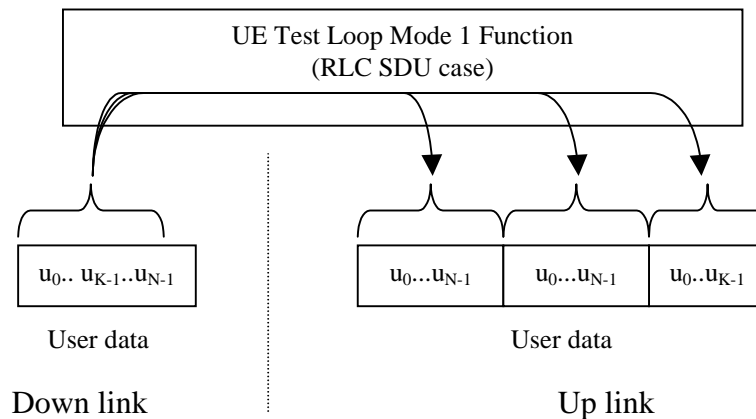 UE Test Loop Mode 1 Function
(RLC SDU case)
u0.. uK-1..uN-1
u0...uN-1
u0...uN-1
u0..uK-1
User data
User data
Down link
Up link